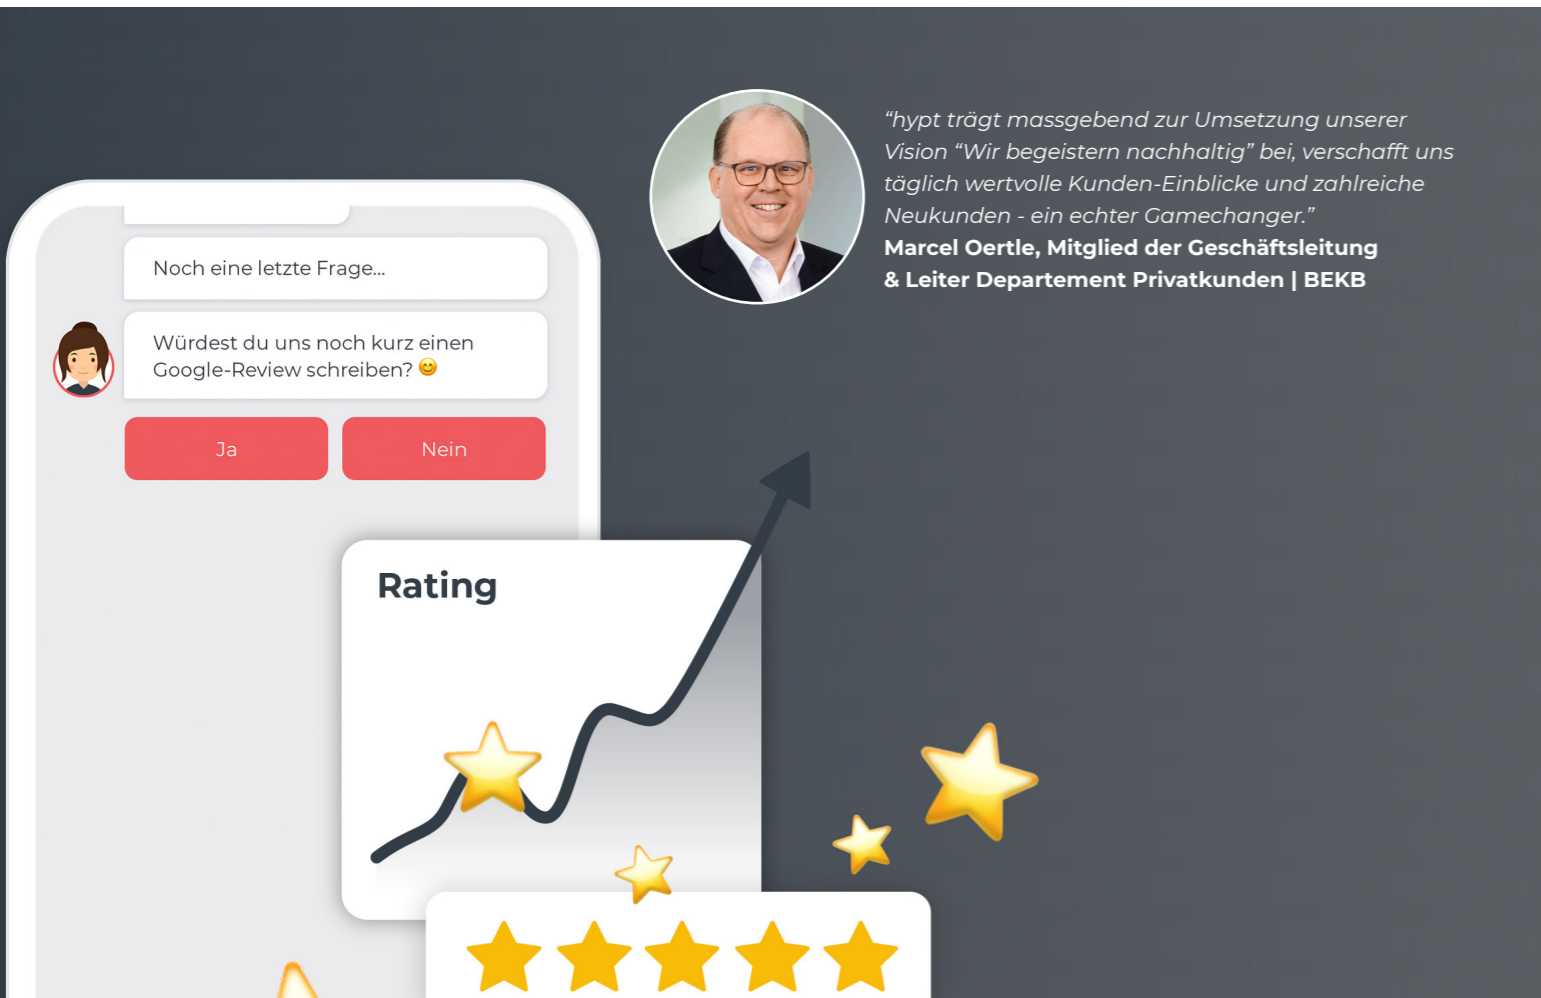 “hypt trägt massgebend zur Umsetzung unserer
Vision “Wir begeistern nachhaltig” bei, verschafft uns
täglich wertvolle Kunden-Einblicke und zahlreiche
Neukunden - ein echter Gamechanger.”
Marcel Oertle, Mitglied der Geschäftsleitung
& Leiter Departement Privatkunden | BEKB
Noch eine letzte Frage...
Würdest du uns noch kurz einen
Google-Review schreiben? 😊
Ja
Nein
Rating